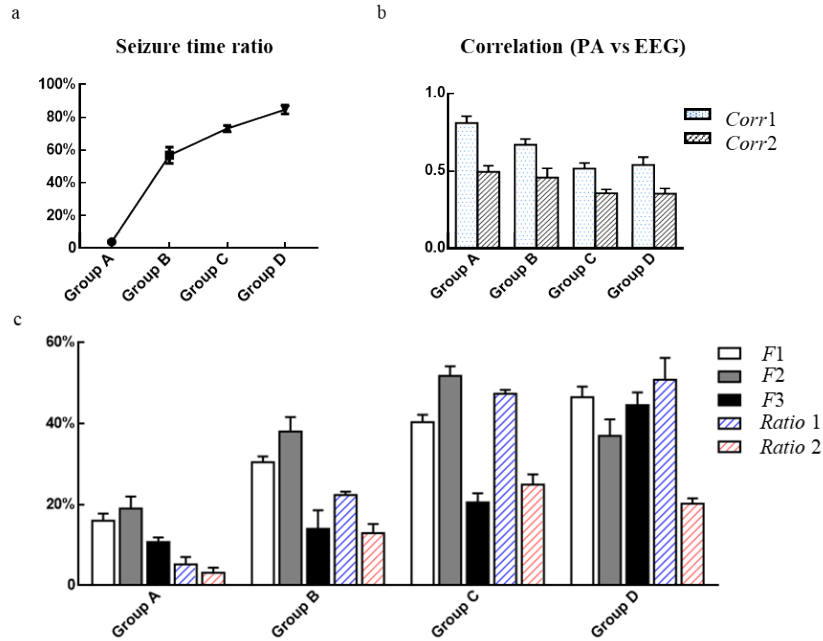 a
Seizure time ratio
100%
80%
60%
40%
20%
0
Group A
Group B
Group C
Group D
b
Correlation (PA vs EEG)
1.0
0.5
0.0
Group A
Group B
Group C
Group D
Corr1
Corr2
c
60%
40%
20%
0
Group A
Group B
Group C
Group D
F1
F2
F3
Ratio 1
Ratio 2